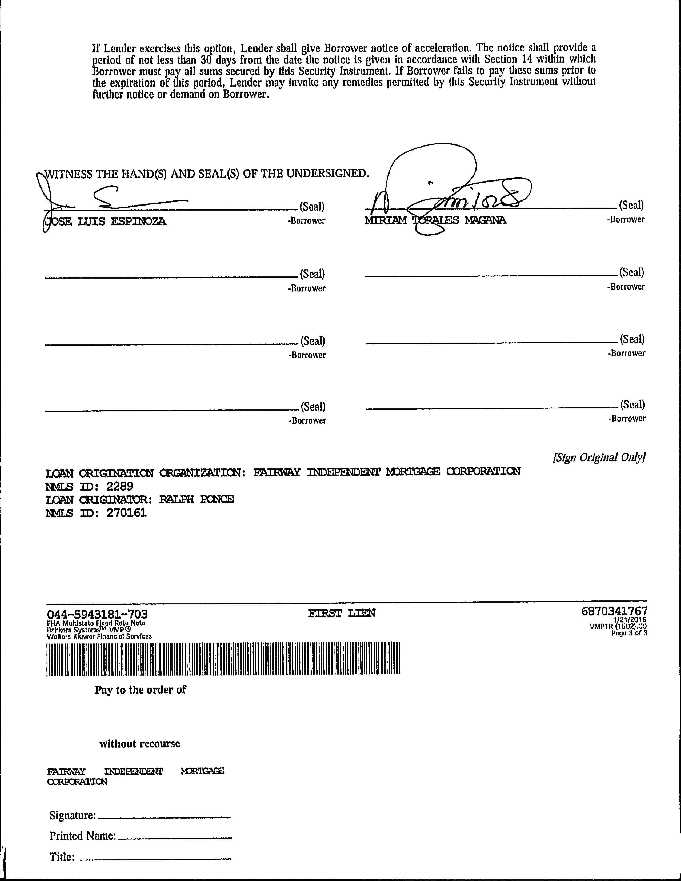 If Lender exercises this option, Lender shall give Borrower notice of acceleration. The notice shall provide a
period of not less than 30 days from the date the notice is given in accordance with Section 14 within which
Borrower must pay all sums secured by this Security Instrument. If Borrower fails to pay these sums prior to
the expiration of this period, Lender may invoke any remedies permitted by this Security Instrument without
further notice or demand on Borrower.
WITNESS THE HAND(S) AND SEAL(S) OF THE UNDERSIGNED.
(Seal) (Seal)
JOSE LUIS ESPINOZA -Borrower MIRIAM TORALES MAGANA -Borrower
(Seal) (Seal)
-Borrower -Borrower
(Seal) (Seal)
-Borrower -Borrower
(Seal) (Seal)
-Borrower -Borrower
[Sign Original Only]
LOAN ORIGINATION ORGANIZATION: FAIRWAY INDEPENDENT MORTGAGE CORPORATION
NMLS ID: 2289
LOAN ORIGINATOR: RALPH PONCE
NMLS ID: 270161
044-5943181-703 FIRST LIEN 6870341767
FHA Multistate Fixed Rate Note 1/21/2016
Bankers Systems™ VMP® VMP1R (1502).00
Wolters Kluwer Financial Services Page 3 of 3
Pay to the order of
without recourse
FAIRWAY INDEPENDENT MORTGAGE
CORPORATION
Signature:
Printed Name:
Title: